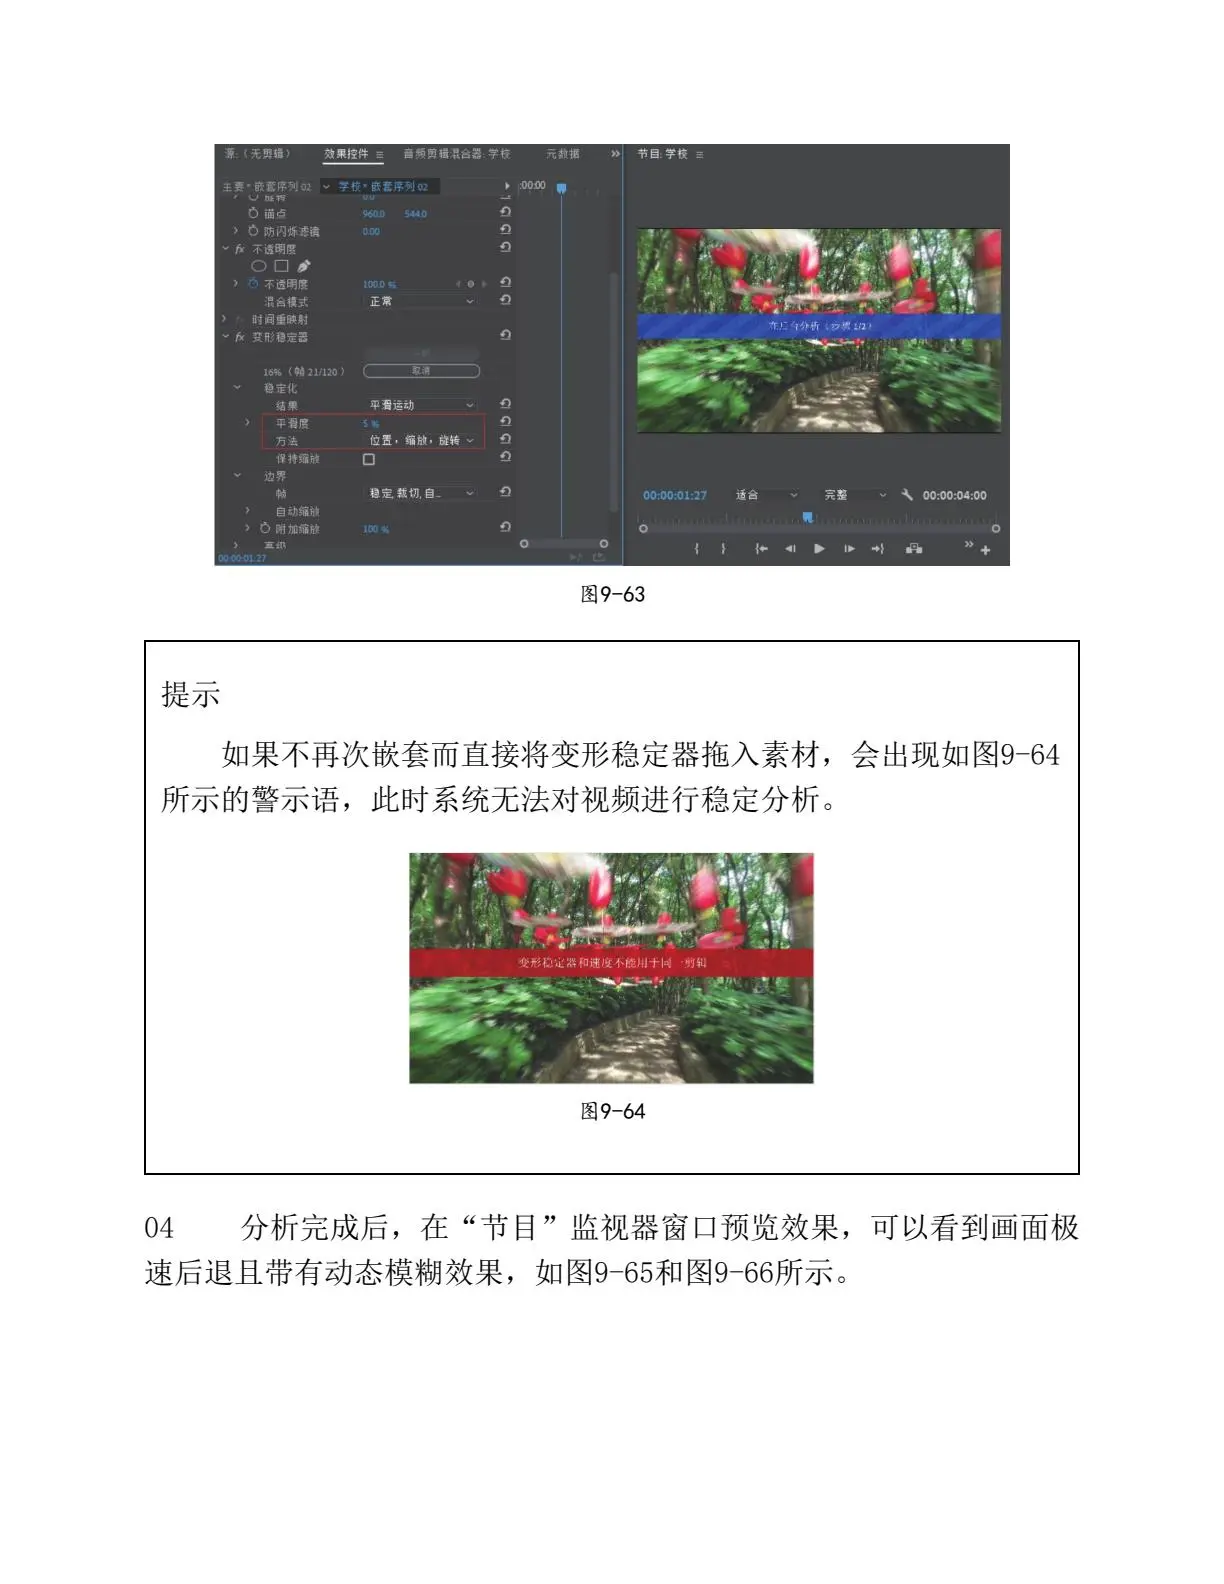 源:（无剪辑）　效果控件　音频剪辑混合器: 学校　元数据
主要 * 嵌套序列 02　学校 * 嵌套序列 02　:00:00
旋转　0.0
锚点　960.0　544.0
防闪烁滤镜　0.00
fx 不透明度
不透明度　100.0 %
混合模式　正常
时间重映射
fx 变形稳定器
16%（帧 21/120 ）　取消
稳定化
结果　平滑运动
平滑度　5 %
方法　位置，缩放，旋转
保持缩放
边界
帧　稳定, 裁切, 自...
自动缩放
附加缩放　100 %
高级
00:00:01:27
节目: 学校
在后台分析（步骤 1/2）
00:00:01:27　适合　完整　00:00:04:00
图9-63
提示
如果不再次嵌套而直接将变形稳定器拖入素材，会出现如图9-64
所示的警示语，此时系统无法对视频进行稳定分析。
变形稳定器和速度不能用于同一剪辑
图9-64
04　分析完成后，在“节目”监视器窗口预览效果，可以看到画面极
速后退且带有动态模糊效果，如图9-65和图9-66所示。